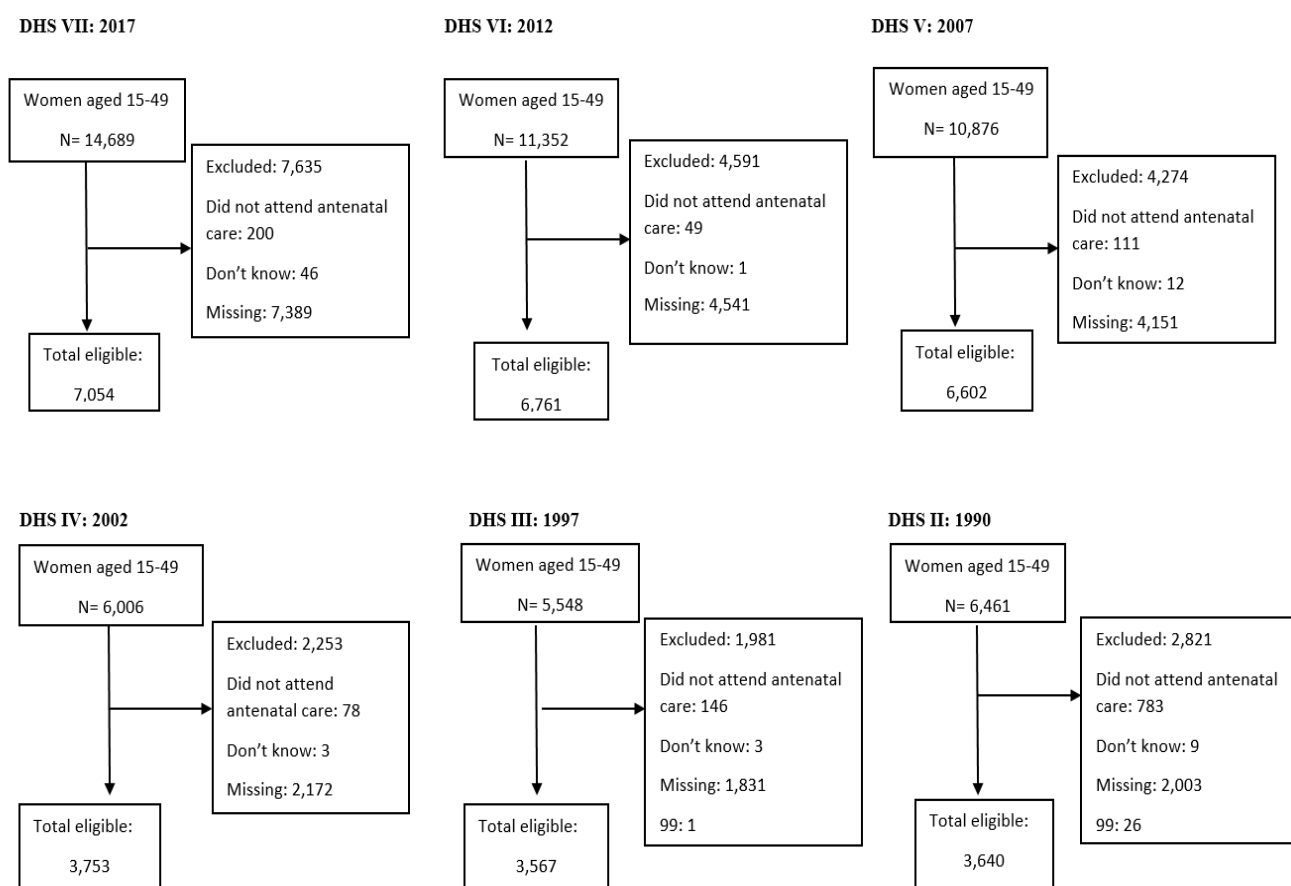 DHS VII: 2017
Women aged 15-49
N= 14,689
Excluded: 7,635
Did not attend antenatal
care: 200
Don't know: 46
Missing: 7,389
Total eligible:
7,054
DHS VI: 2012
Women aged 15-49
N= 11,352
Excluded: 4,591
Did not attend antenatal
care: 49
Don't know: 1
Missing: 4,541
Total eligible:
6,761
DHS V: 2007
Women aged 15-49
N= 10,876
Excluded: 4,274
Did not attend antenatal
care: 111
Don't know: 12
Missing: 4,151
Total eligible:
6,602
DHS IV: 2002
Women aged 15-49
N= 6,006
Excluded: 2,253
Did not attend
antenatal care: 78
Don't know: 3
Missing: 2,172
Total eligible:
3,753
DHS III: 1997
Women aged 15-49
N= 5,548
Excluded: 1,981
Did not attend antenatal
care: 146
Don't know: 3
Missing: 1,831
99: 1
Total eligible:
3,567
DHS II: 1990
Women aged 15-49
N= 6,461
Excluded: 2,821
Did not attend antenatal
care: 783
Don't know: 9
Missing: 2,003
99: 26
Total eligible:
3,640